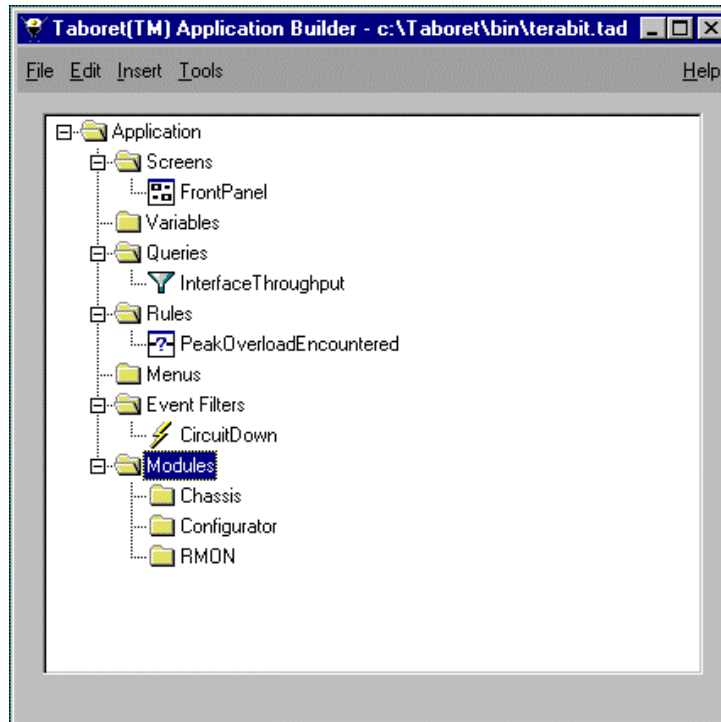 Taboret(TM) Application Builder - c:\Taboret\bin\terabit.tad
File Edit Insert Tools Help
Application
Screens
FrontPanel
Variables
Queries
InterfaceThroughput
Rules
PeakOverloadEncountered
Menus
Event Filters
CircuitDown
Modules
Chassis
Configurator
RMON